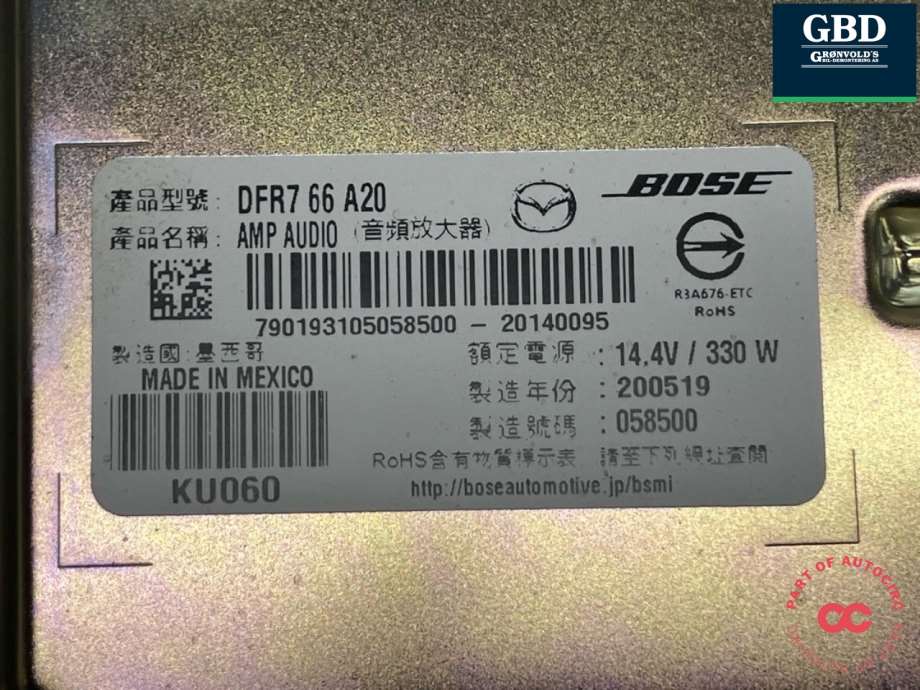 GBD
GRØNVOLD'S
BIL-DEMONTERING AS
產品型號: DFR7 66 A20
BOSE
產品名稱: AMP AUDIO (音頻放大器)
R3A676-ETC
RoHS
790193105058500 - 20140095
製造國:墨西哥
MADE IN MEXICO
額定電源 : 14.4V / 330 W
製造年份 : 200519
製造號碼 : 058500
KU060
RoHS含有物質標示表 請至下列網址查閱
http://boseautomotive.jp/bsmi
PART OF AUTOCIRC